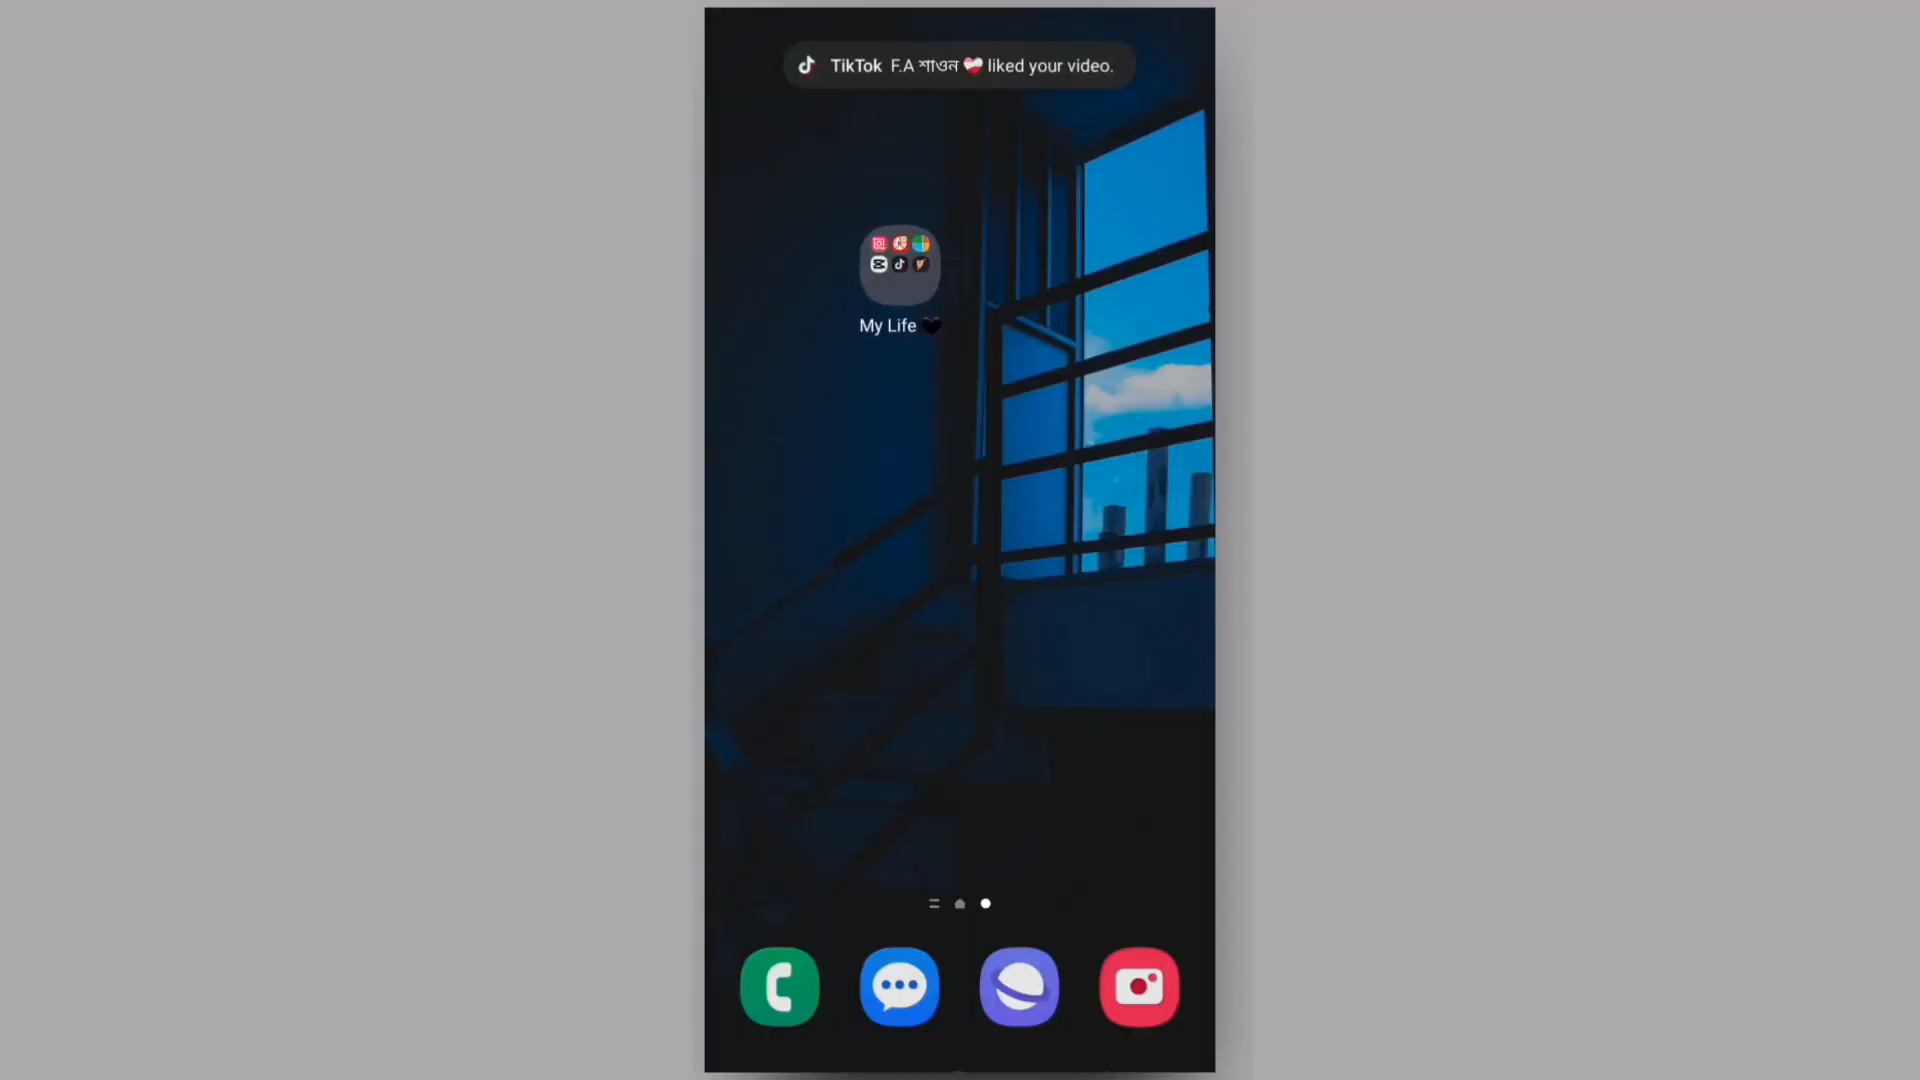 TikTok F.A শাওন ❤️‍🩹 liked your video.
My Life 🖤